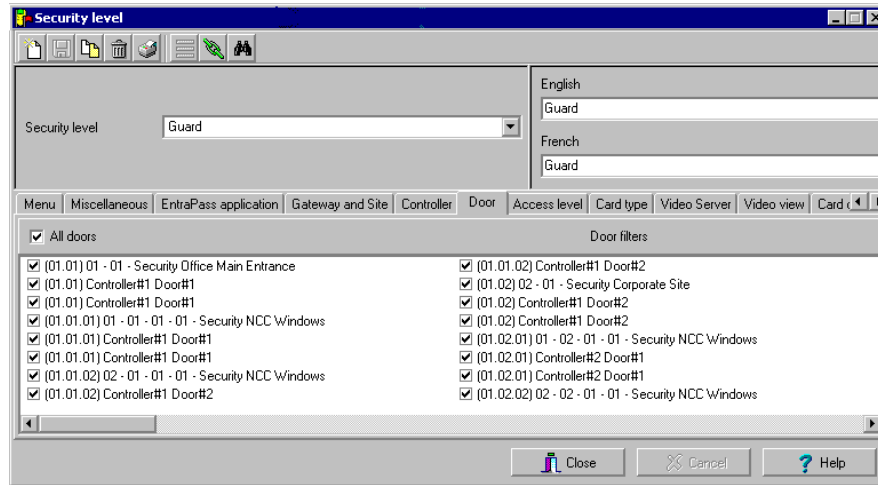 Security level
English
Guard
Security level
Guard
French
Guard
Menu
Miscellaneous
EntraPass application
Gateway and Site
Controller
Door
Access level
Card type
Video Server
Video view
Card
All doors
Door filters
(01.01) 01 - 01 - Security Office Main Entrance
(01.01) Controller#1 Door#1
(01.01) Controller#1 Door#1
(01.01.01) 01 - 01 - 01 - 01 - Security NCC Windows
(01.01.01) Controller#1 Door#1
(01.01.01) Controller#1 Door#1
(01.01.02) 02 - 01 - 01 - 01 - Security NCC Windows
(01.01.02) Controller#1 Door#2
(01.01.02) Controller#1 Door#2
(01.02) 02 - 01 - Security Corporate Site
(01.02) Controller#1 Door#2
(01.02) Controller#1 Door#2
(01.02.01) 01 - 02 - 01 - 01 - Security NCC Windows
(01.02.01) Controller#2 Door#1
(01.02.01) Controller#2 Door#1
(01.02.02) 02 - 02 - 01 - 01 - Security NCC Windows
Close
Cancel
Help